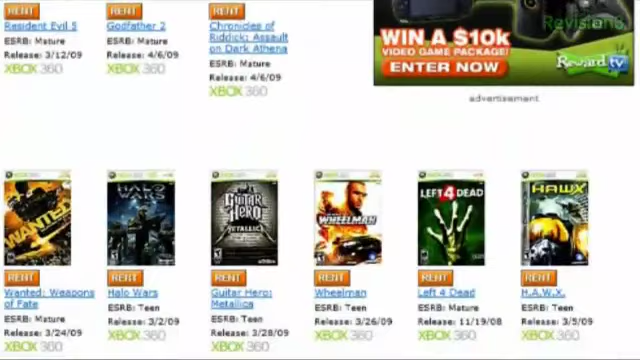 RENT
RENT
RENT
Resident Evil 5
Godfather 2
Chronicles of
Riddick: Assault
on Dark Athena
ESRB: Mature
ESRB: Mature
ESRB: Mature
Release: 3/12/09
Release: 4/6/09
Release: 4/6/09
XBOX 360
XBOX 360
XBOX 360
Revision3
WIN A $10k
VIDEO GAME PACKAGE!
ENTER NOW
Rewardtv
advertisement
WANTED
HALO WARS
Guitar Hero
METALLICA
WHEELMAN
LEFT 4 DEAD
H.A.W.X
RENT
RENT
RENT
RENT
RENT
RENT
Wanted: Weapons
of Fate
Halo Wars
Guitar Hero:
Metallica
Wheelman
Left 4 Dead
H.A.W.X.
ESRB: Mature
ESRB: Teen
ESRB: Teen
ESRB: Teen
ESRB: Mature
ESRB: Teen
Release: 3/24/09
Release: 3/2/09
Release: 3/28/09
Release: 3/26/09
Release: 11/19/08
Release: 3/5/09
XBOX 360
XBOX 360
XBOX 360
XBOX 360
XBOX 360
XBOX 360